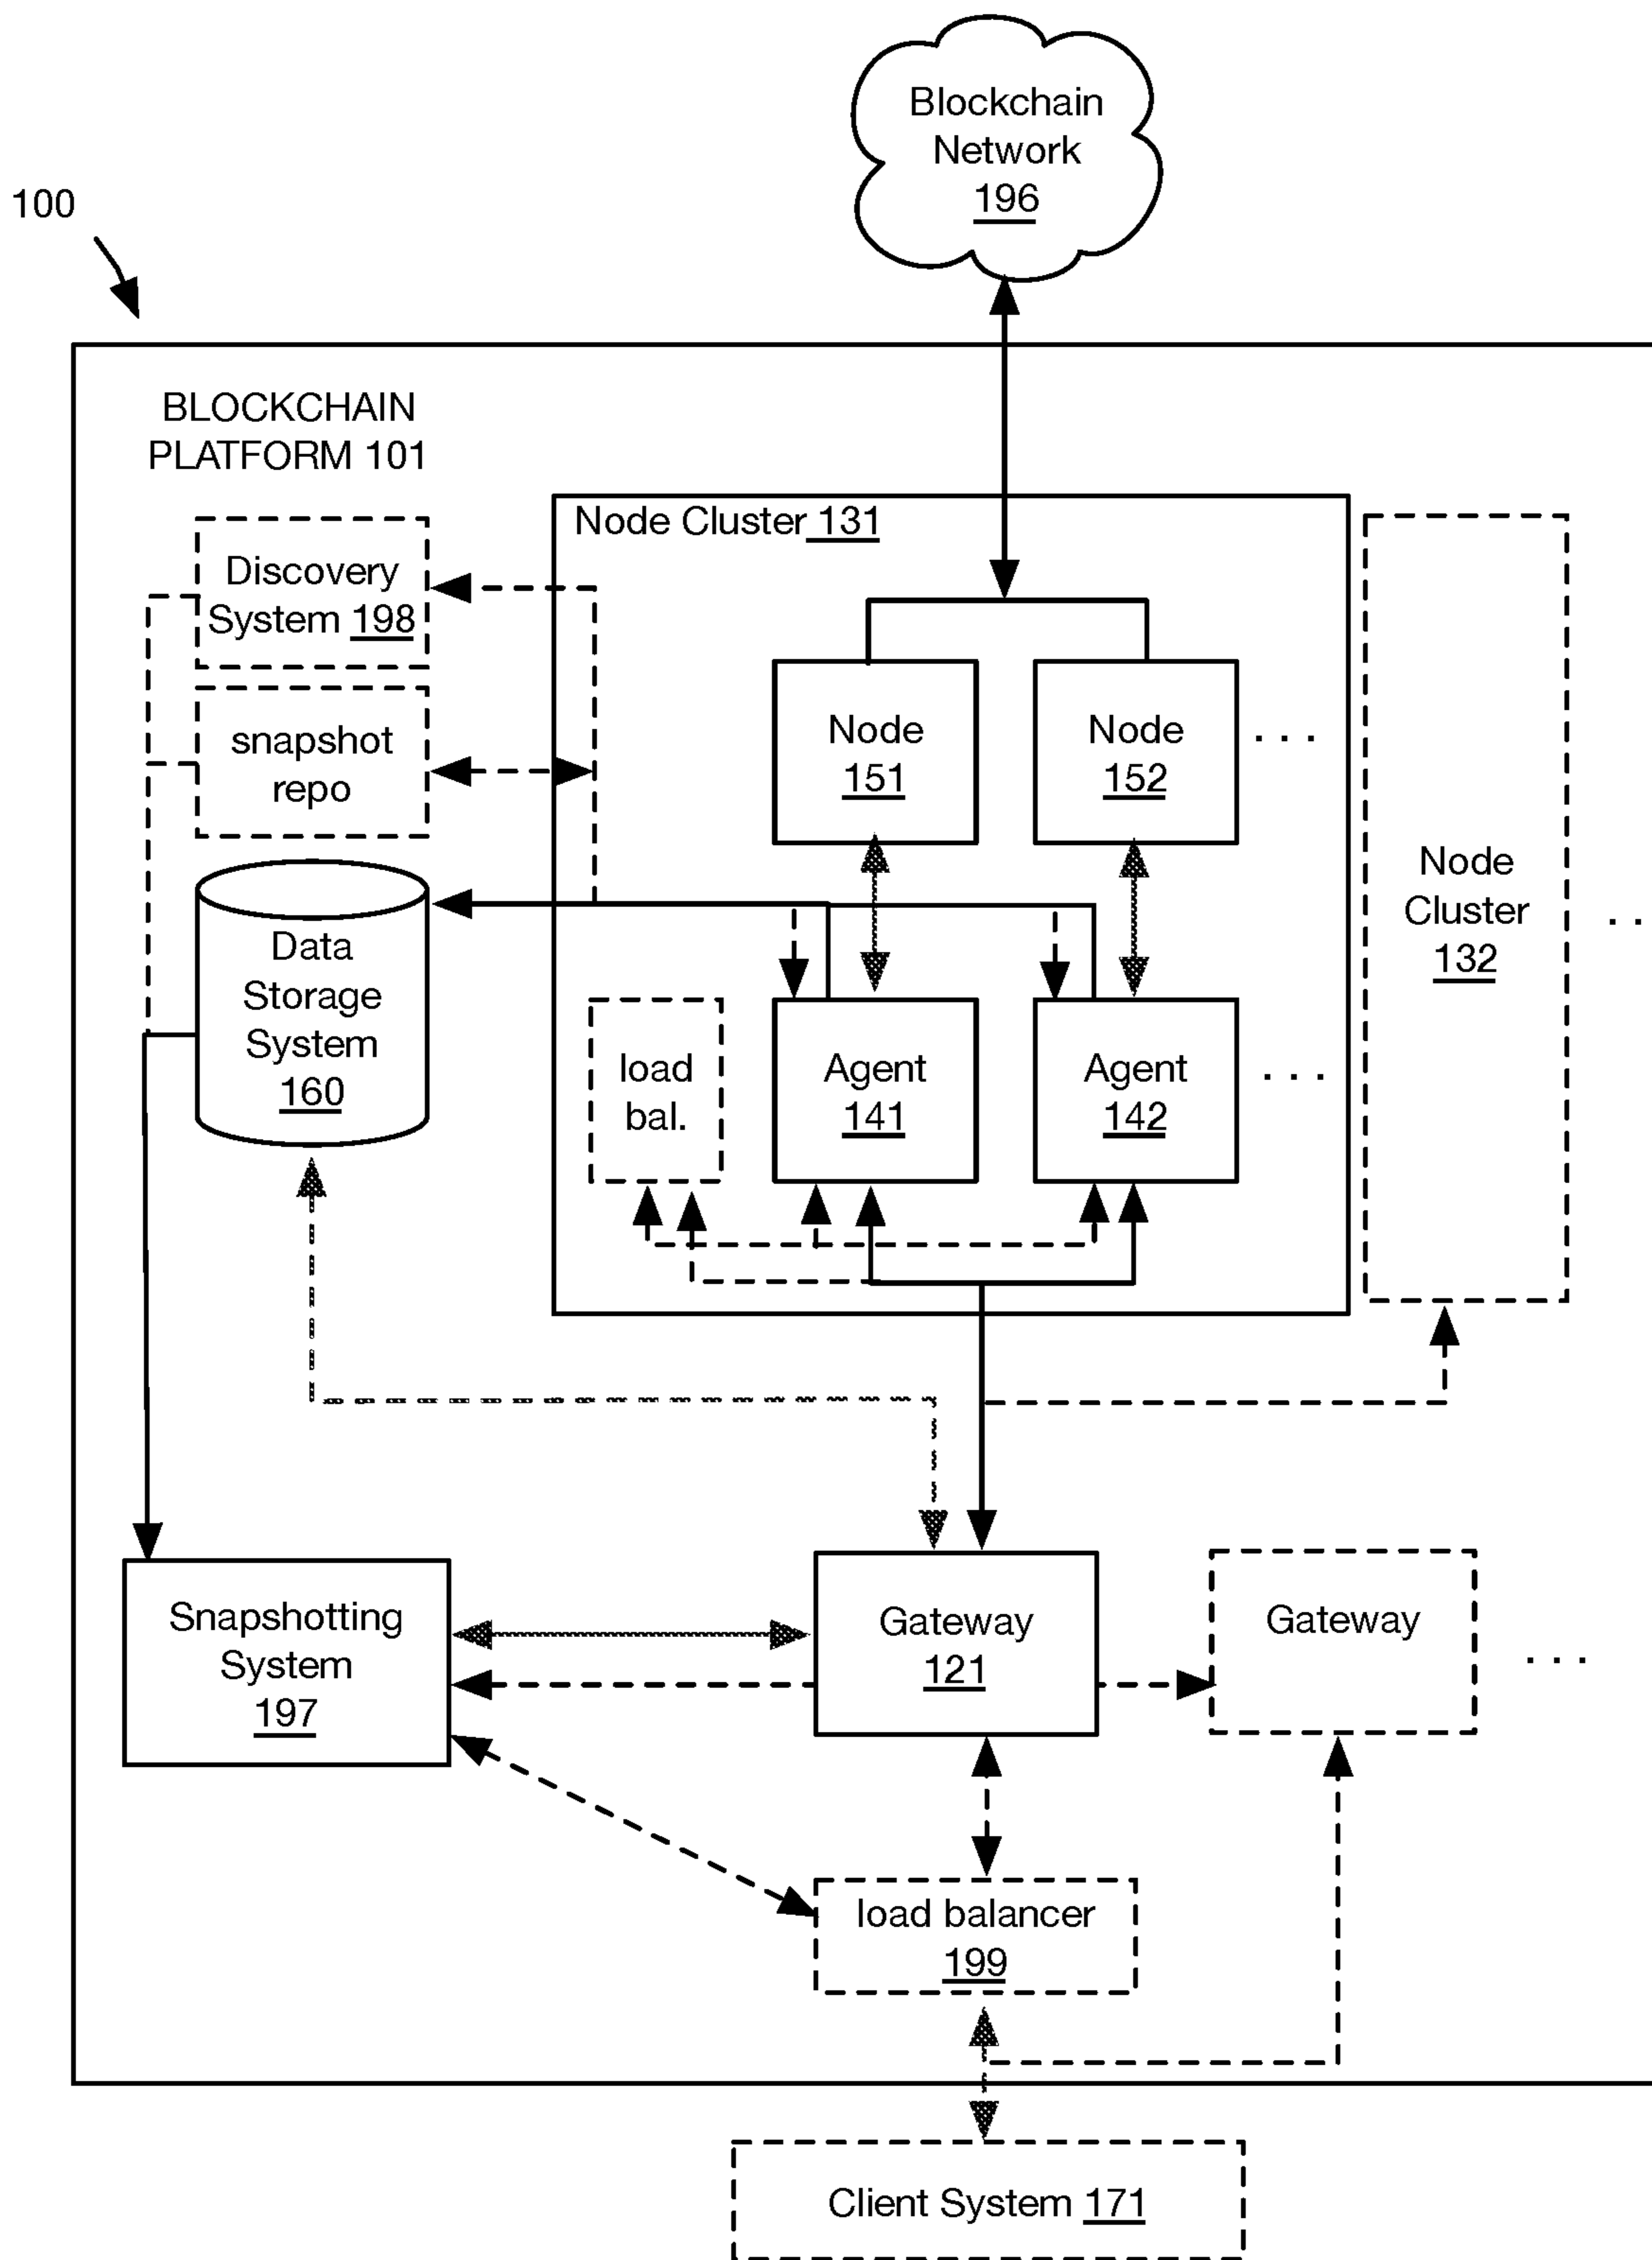 Blockchain
Network
196
100
BLOCKCHAIN
PLATFORM 101
Node Cluster 131
Discovery
System 198
snapshot
repo
Node
151
Node
152
. . .
Node
Cluster
132
. .
Data
Storage
System
160
load
bal.
Agent
141
Agent
142
. . .
Snapshotting
System
197
Gateway
121
Gateway
. . .
load balancer
199
Client System 171